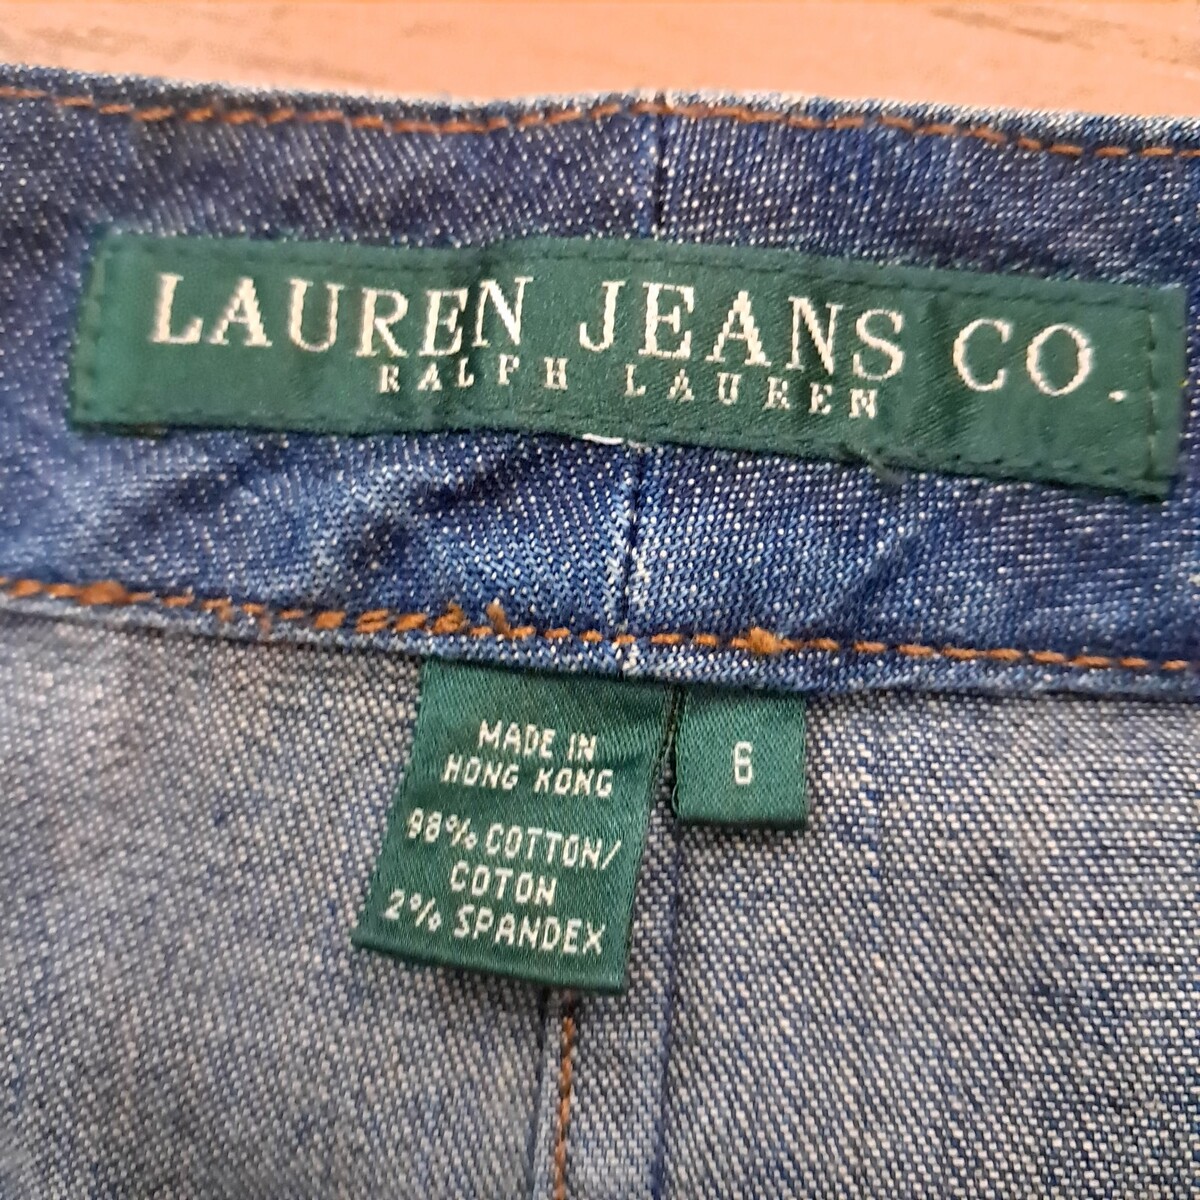 LAUREN JEANS CO.
RALPH LAUREN
MADE IN
HONG KONG
98% COTTON/
COTON
2% SPANDEX
6